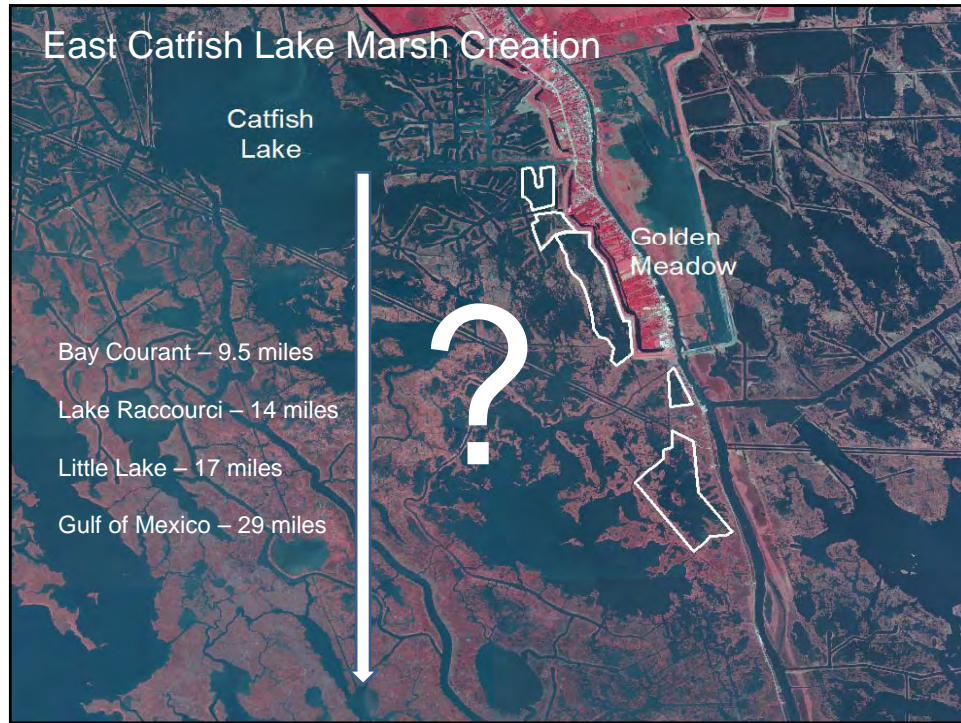 East Catfish Lake Marsh Creation
Catfish
Lake
Golden
Meadow
?
Bay Courant – 9.5 miles
Lake Raccourci – 14 miles
Little Lake – 17 miles
Gulf of Mexico – 29 miles